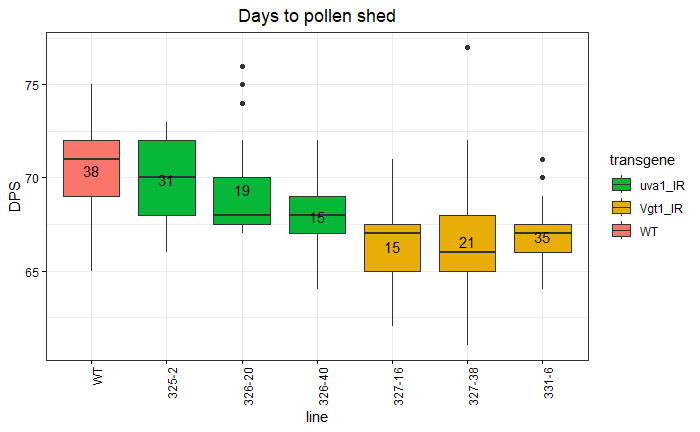 Days to pollen shed
DPS
75
70
65
38
31
19
15
15
21
35
WT
325-2
326-20
326-40
327-16
327-38
331-6
line
transgene
uva1_IR
Vgt1_IR
WT